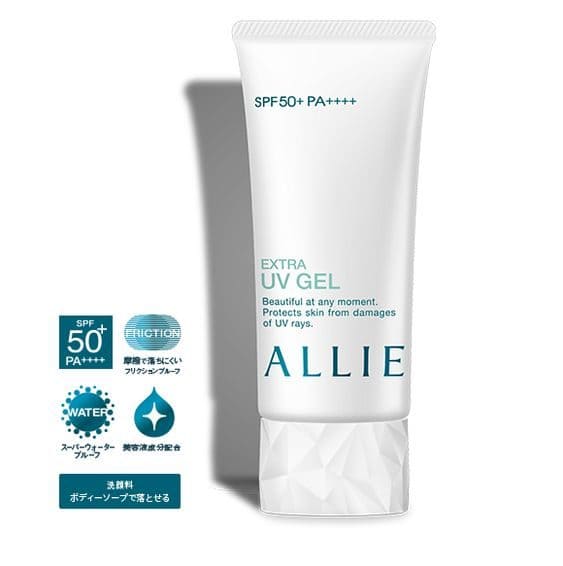 SPF50+ PA++++
EXTRA
UV GEL
Beautiful at any moment.
Protects skin from damages
of UV rays.
ALLIE
SPF
50+
PA++++
FRICTION
摩擦で落ちにくい
フリクションプルーフ
WATER
スーパーウォーター
プルーフ
美容液成分配合
洗顔料
ボディーソープで落とせる